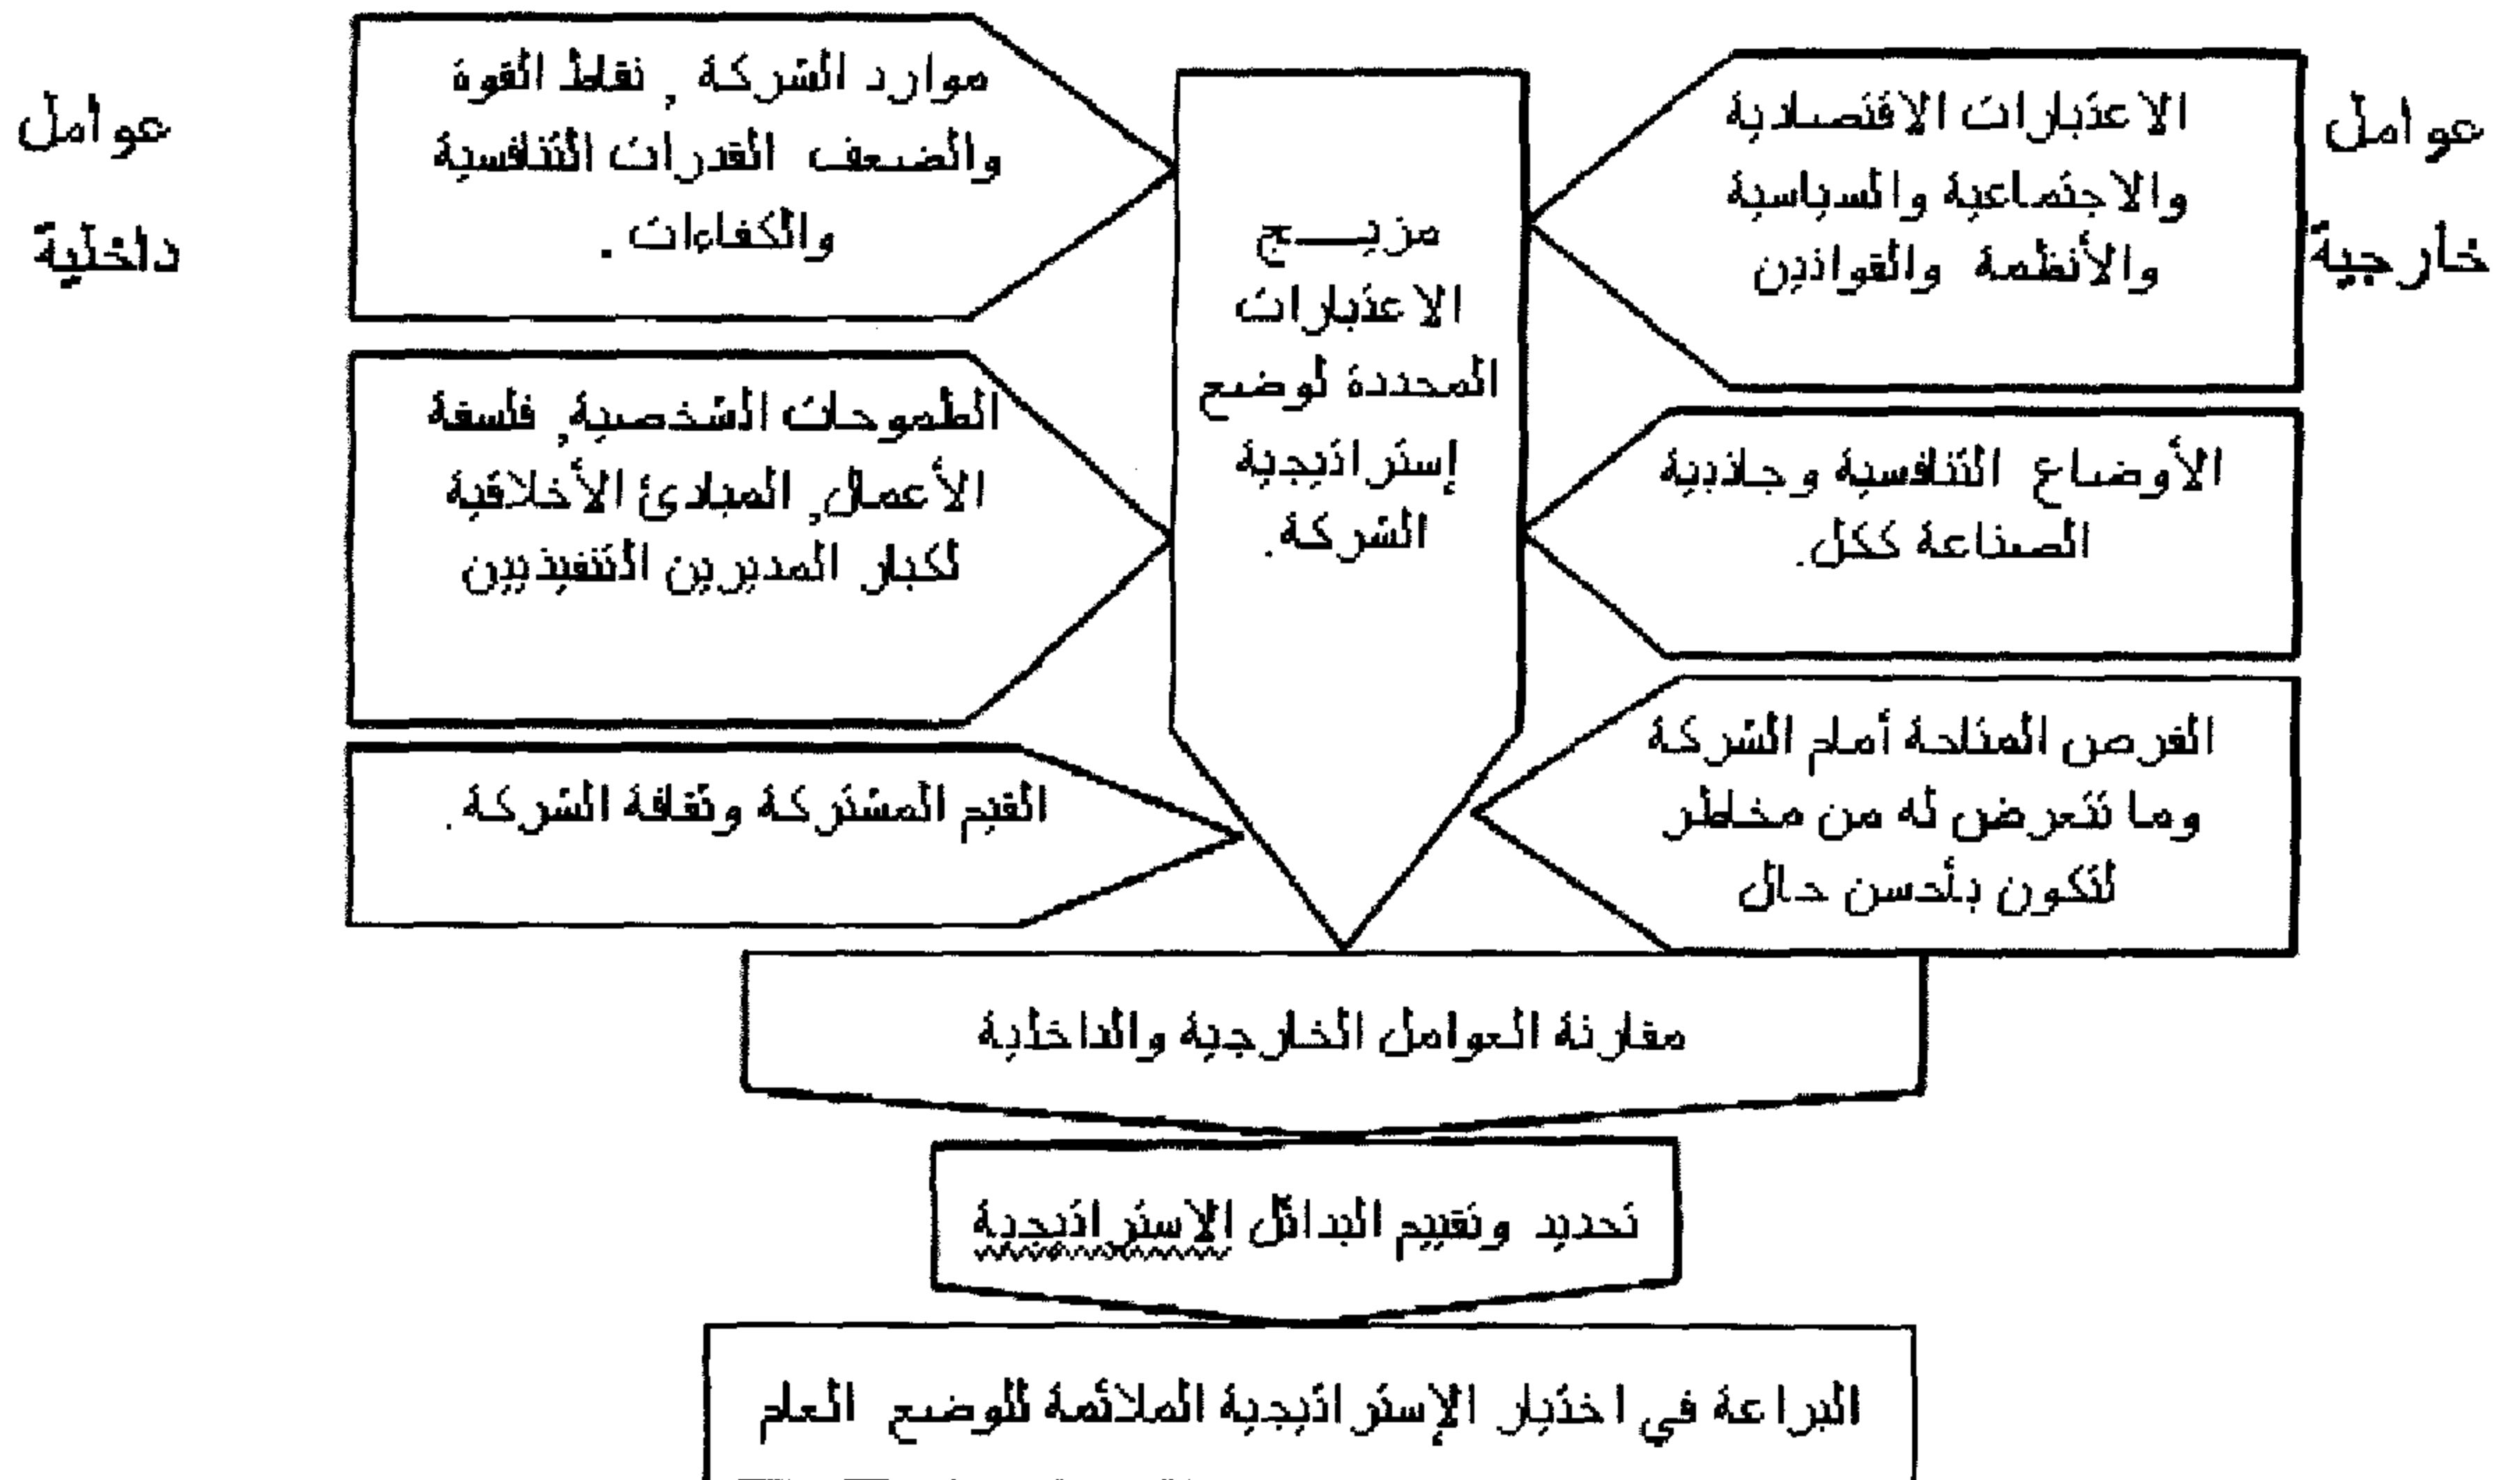 عوامل
خارجية
الاعتبارات الاقتصادية
والاجتماعية والسياسية
والأنظمة والقوانين
الأوضاع التنافسية وجاذبية
الصناعة ككل.
الفرص المتاحة أمام الشركة
وما تتعرض له من مخاطر
لتكون بأحسن حال
مزيـــج
الاعتبارات
المحددة لوضع
إستراتيجية
الشركة.
عوامل
داخلية
موارد الشركة , نقاط القوة
والضعف القدرات التنافسية
والكفاءات .
الطموحات الشخصية, فلسفة
الأعمال, المبادئ الأخلاقية
لكبار المديرين التنفيذيين
القيم المشتركة وثقافة الشركة.
مقارنة العوامل الخارجية والداخلية
تحديد وتقييم البدائل الاستراتيجية
البراعة في اختيار الإستراتيجية الملائمة للوضع العام